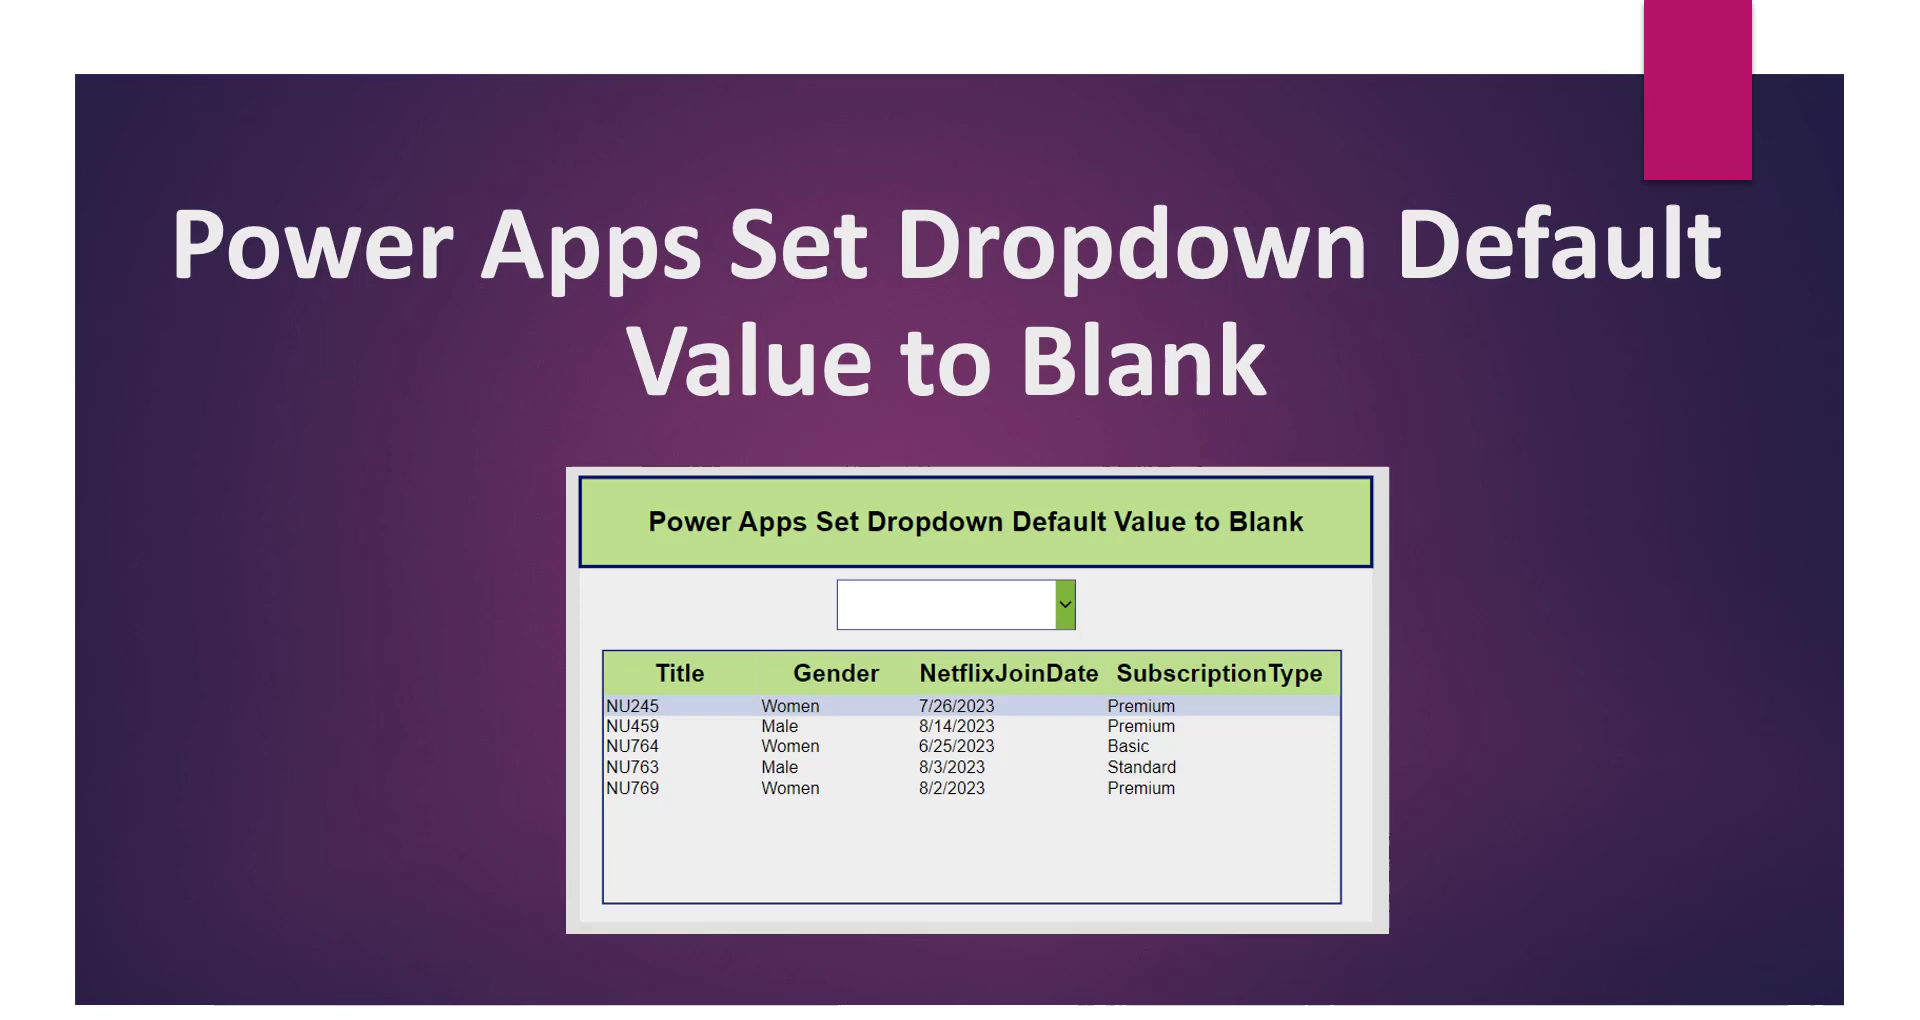 Power Apps Set Dropdown Default
Value to Blank
Power Apps Set Dropdown Default Value to Blank
Title Gender NetflixJoinDate SubscriptionType
NU245 Women 7/26/2023 Premium
NU459 Male 8/14/2023 Premium
NU764 Women 6/25/2023 Basic
NU763 Male 8/3/2023 Standard
NU769 Women 8/2/2023 Premium